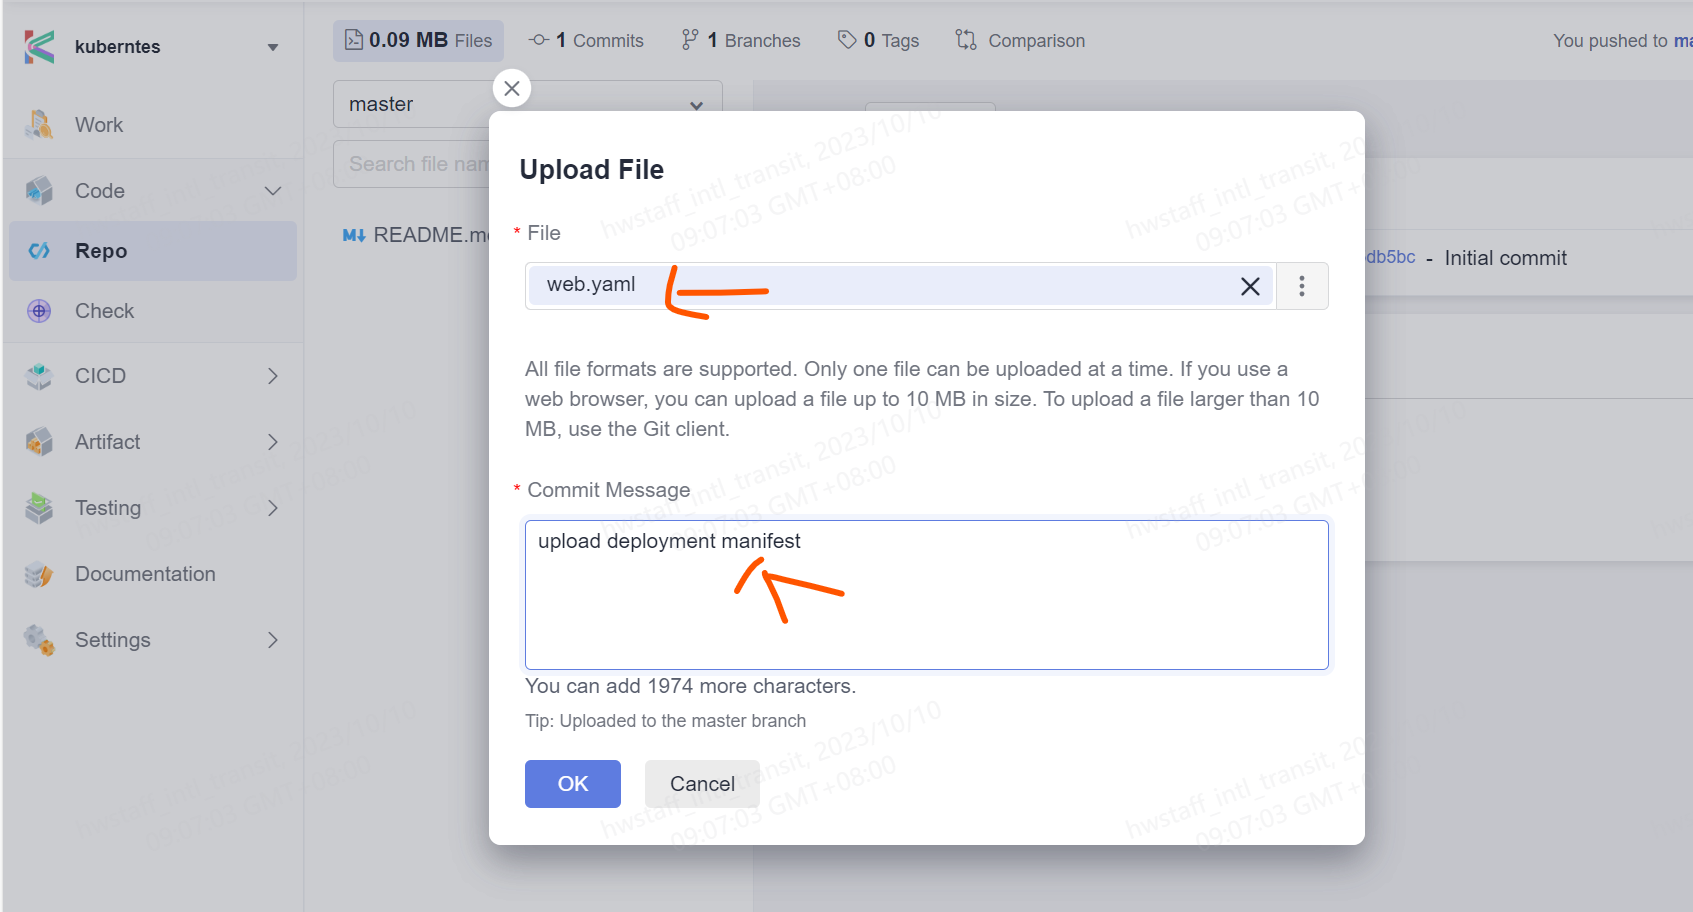 kuberntes
0.09 MB Files
1 Commits
1 Branches
0 Tags
Comparison
You pushed to
master
Search file
Work
Code
Repo
Check
CICD
Artifact
Testing
Documentation
Settings
README
Upload File
* File
web.yaml
All file formats are supported. Only one file can be uploaded at a time. If you use a
web browser, you can upload a file up to 10 MB in size. To upload a file larger than 10
MB, use the Git client.
* Commit Message
upload deployment manifest
You can add 1974 more characters.
Tip: Uploaded to the master branch
OK
Cancel
db5bc - Initial commit
hwstaff_intl_transit, 2023/10/10
09:07:03 GMT+08:00